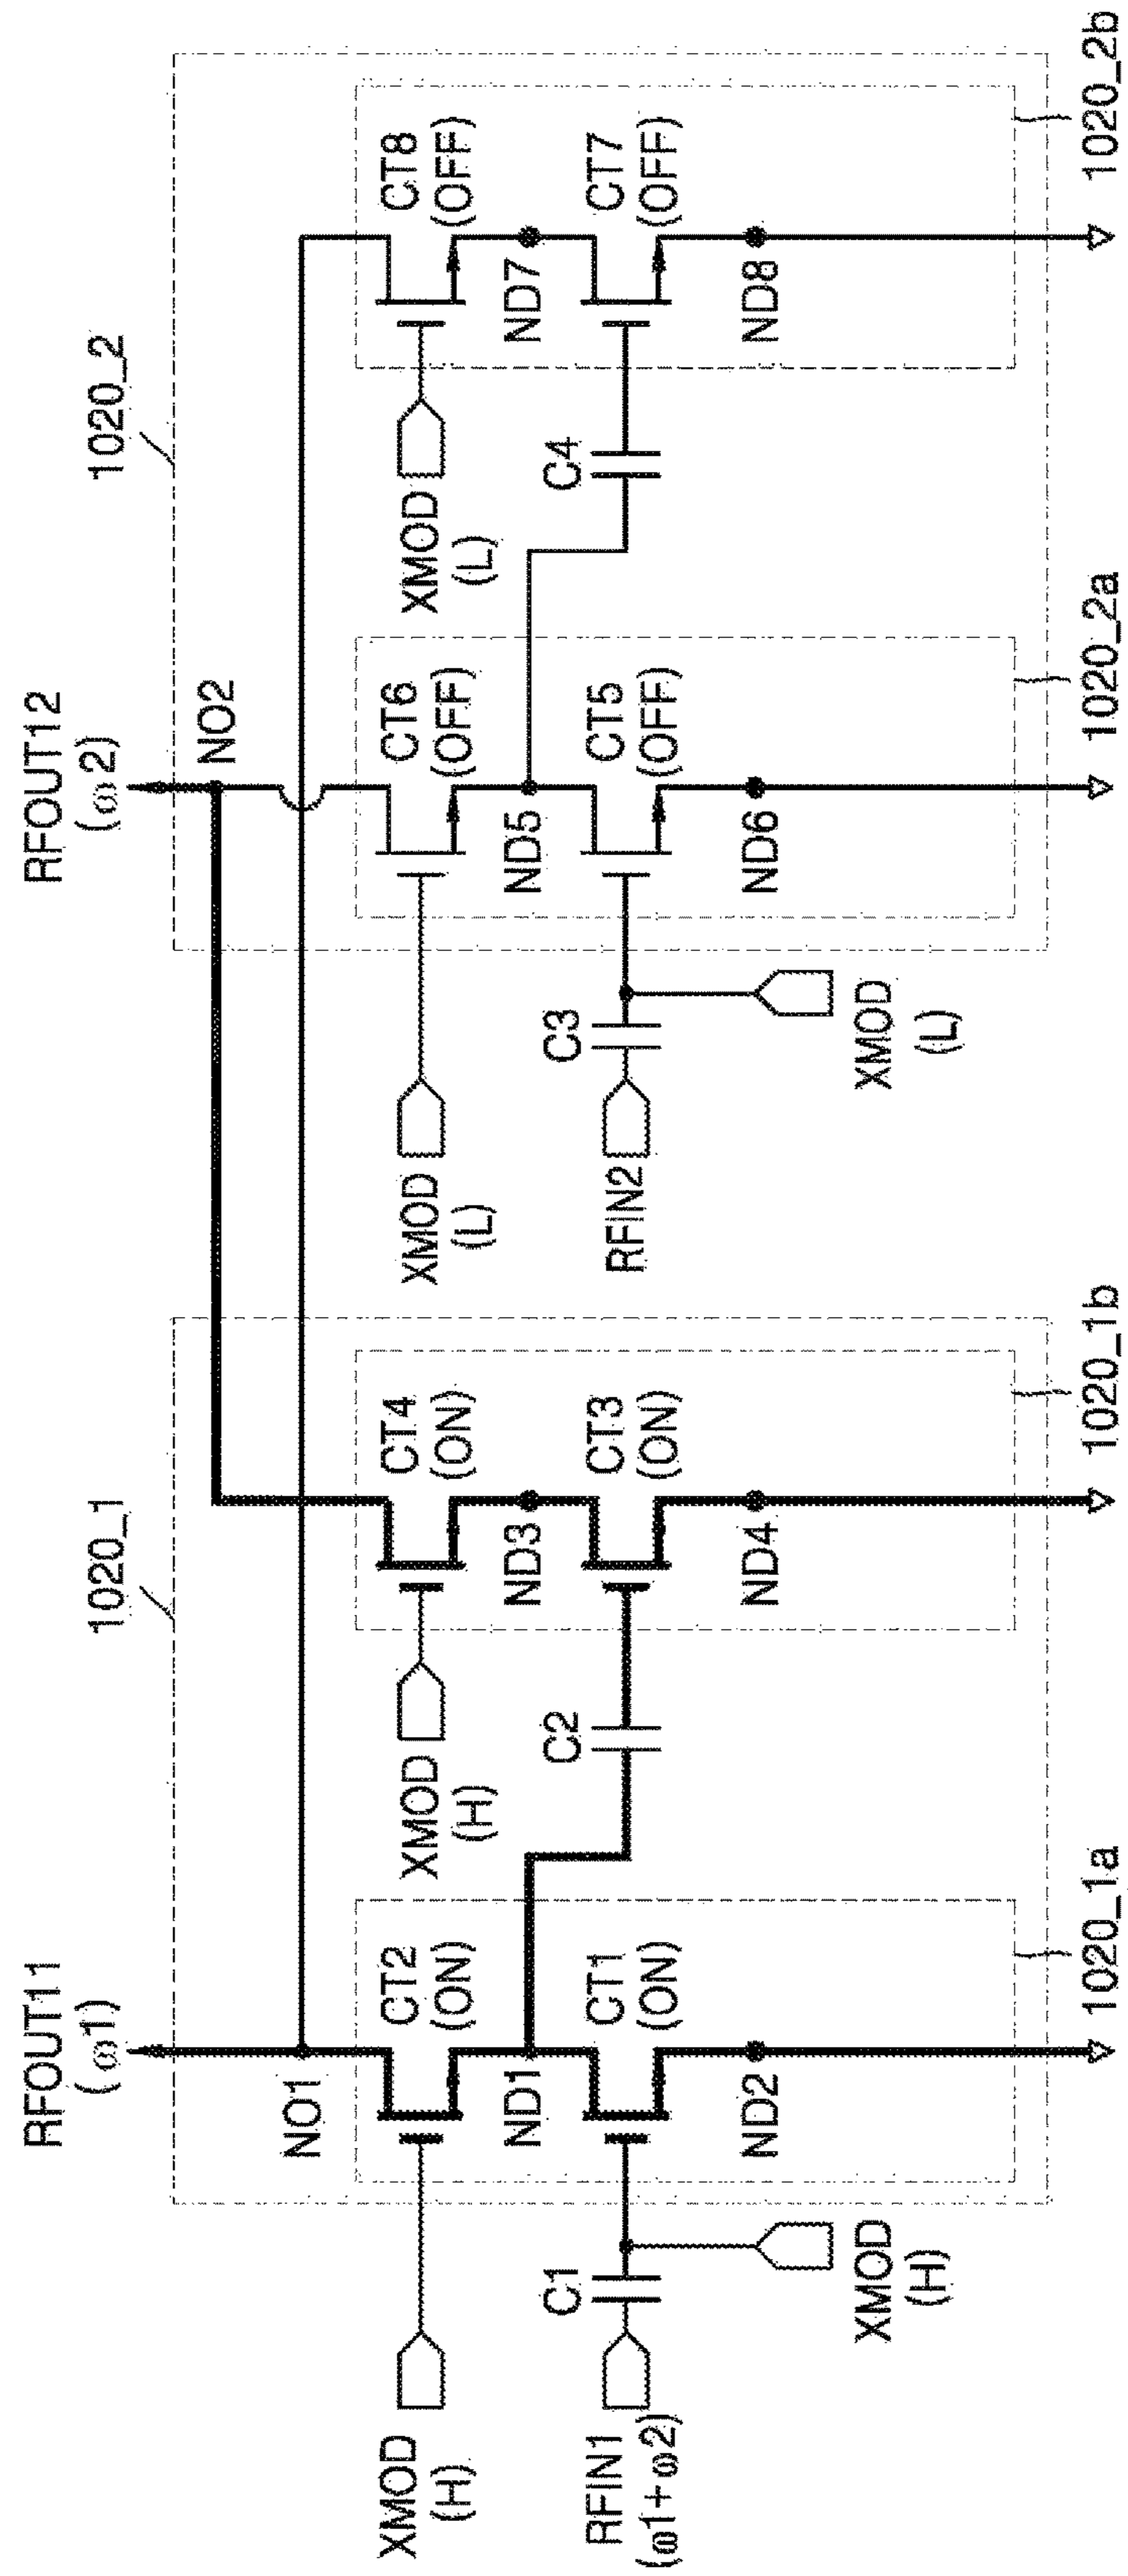 RFOUT11
(ω1)
RFOUT12
(ω2)
1020_1
1020_2
NO1
NO2
XMOD
(H)
CT2
(ON)
XMOD
(H)
CT4
(ON)
XMOD
(L)
CT6
(OFF)
XMOD
(L)
CT8
(OFF)
ND1
ND3
ND5
ND7
RFIN1
(ω1+ω2)
C1
CT1
(ON)
C2
CT3
(ON)
RFIN2
C3
CT5
(OFF)
C4
CT7
(OFF)
XMOD
(H)
ND2
ND4
XMOD
(L)
ND6
ND8
1020_1a
1020_1b
1020_2a
1020_2b